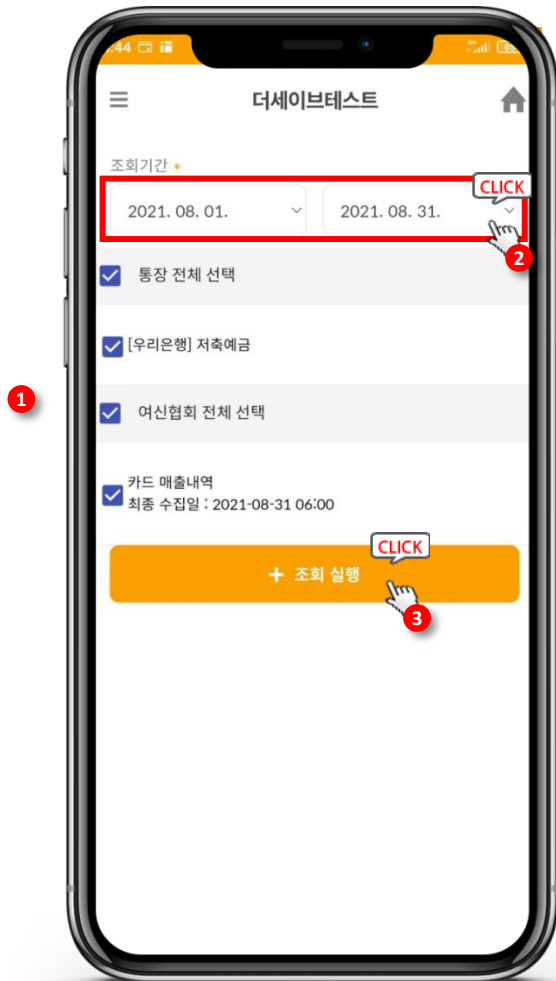 :44
더세이브테스트
조회기간 *
CLICK
2021. 08. 01.
2021. 08. 31.
2
통장 전체 선택
[우리은행] 저축예금
1
여신협회 전체 선택
카드 매출내역
최종 수집일 : 2021-08-31 06:00
CLICK
+ 조회 실행
3